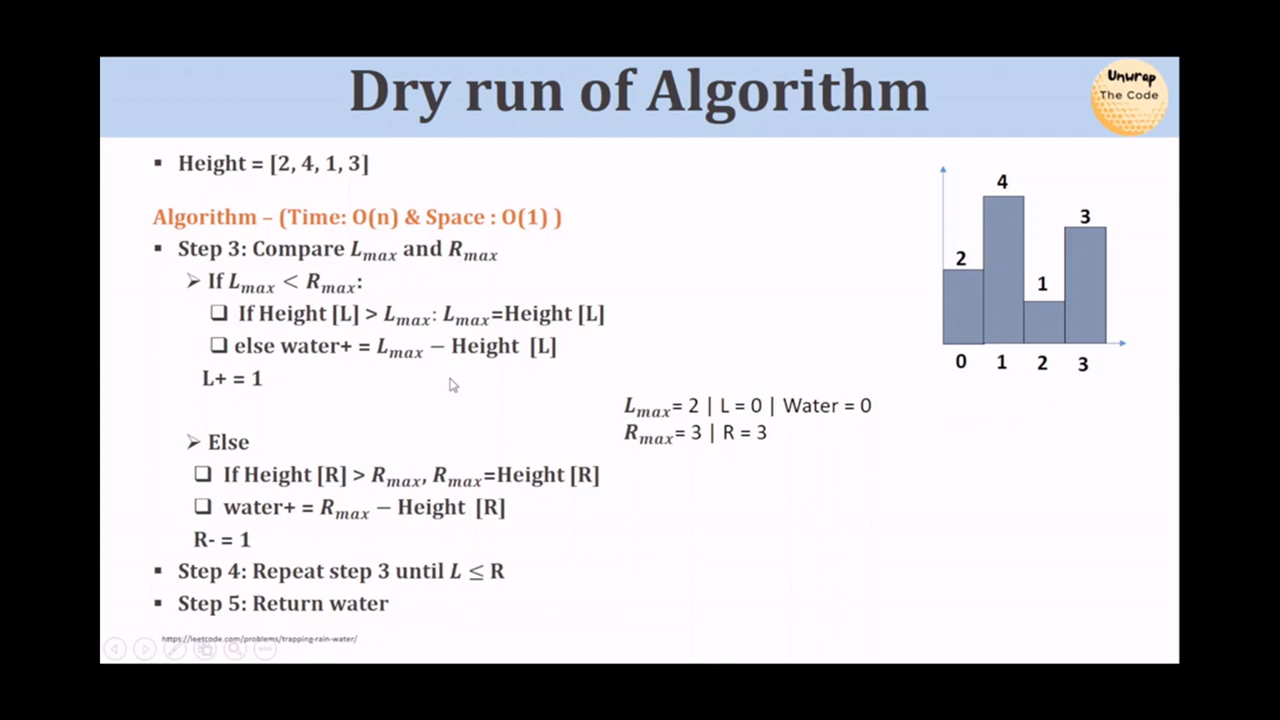 Dry run of Algorithm
Unwrap
The Code
▪ Height = [2, 4, 1, 3]
Algorithm – (Time: O(n) & Space : O(1) )
▪ Step 3: Compare Lmax and Rmax
➢ If Lmax < Rmax:
❑ If Height [L] > Lmax: Lmax=Height [L]
❑ else water+ = Lmax − Height [L]
L+ = 1
➢ Else
❑ If Height [R] > Rmax, Rmax=Height [R]
❑ water+ = Rmax − Height [R]
R- = 1
▪ Step 4: Repeat step 3 until L ≤ R
▪ Step 5: Return water
https://leetcode.com/problems/trapping-rain-water/
Lmax= 2 | L = 0 | Water = 0
Rmax= 3 | R = 3
4
3
2
1
0 1 2 3